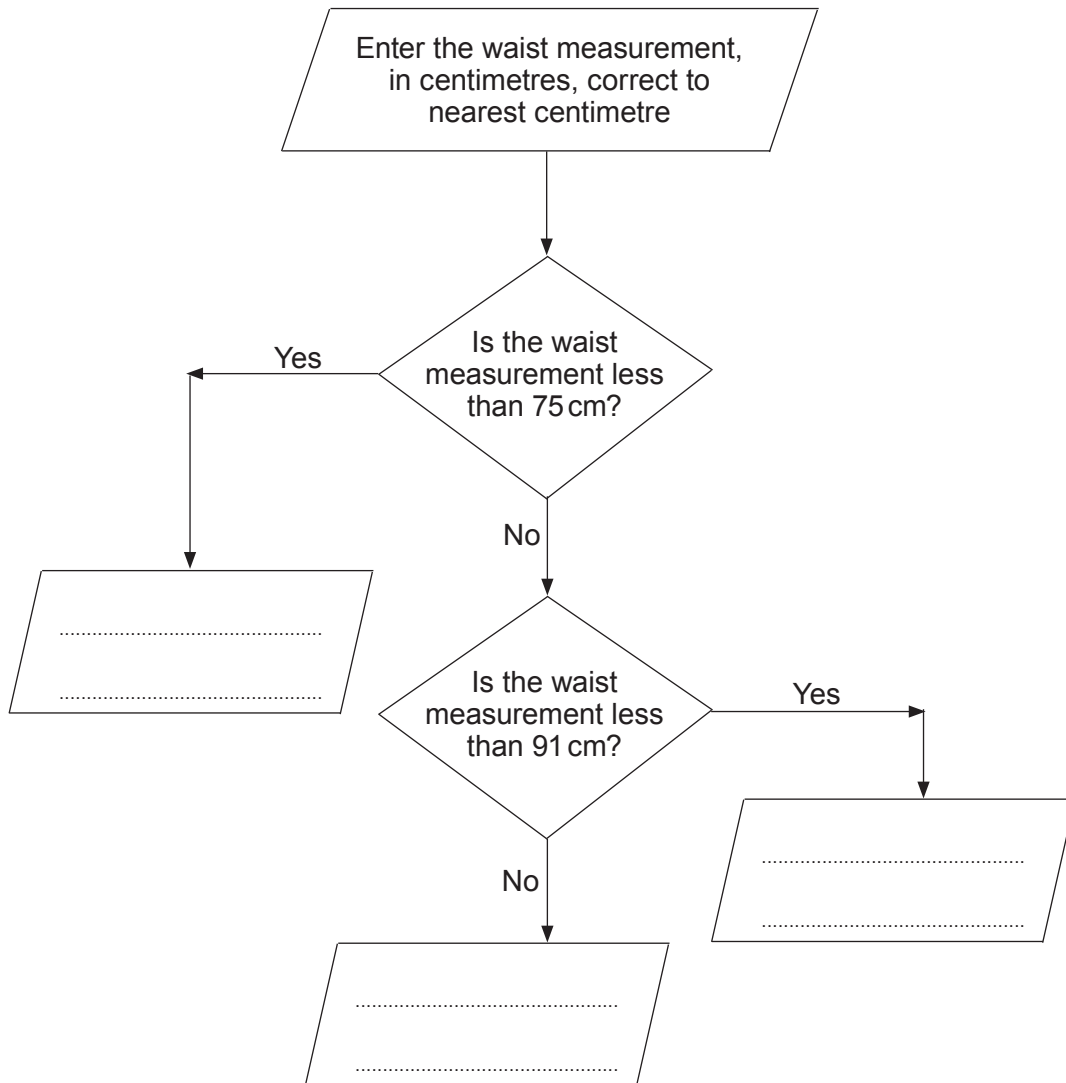 Enter the waist measurement,
in centimetres, correct to
nearest centimetre
Is the waist
measurement less
than 75 cm?
Yes
No
Is the waist
measurement less
than 91 cm?
Yes
No